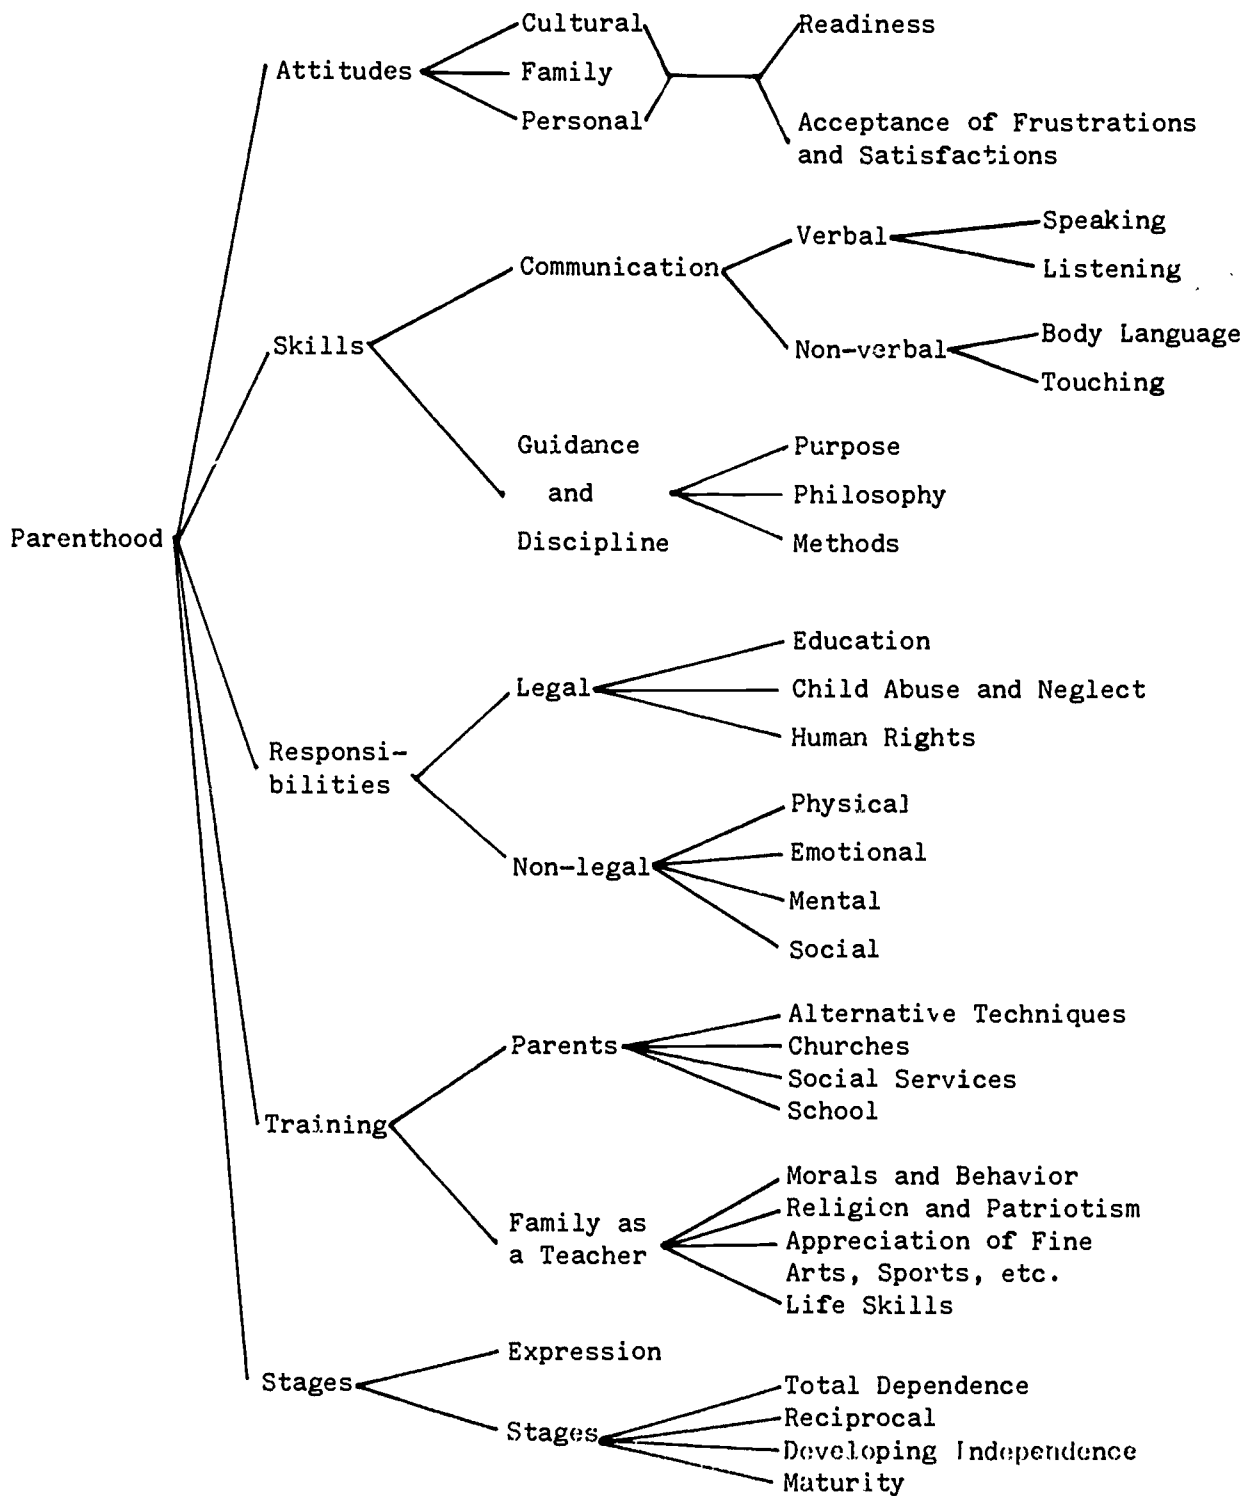 Cultural
Readiness
Attitudes
Family
Personal
Acceptance of Frustrations
and Satisfactions
Speaking
Verbal
Communication
Listening
Body Language
Skills
Non-verbal
Touching
Guidance
and
Discipline
Purpose
Philosophy
Methods
Parenthood
Education
Legal
Child Abuse and Neglect
Human Rights
Responsi-
bilities
Physical
Emotional
Non-legal
Mental
Social
Alternative Techniques
Parents
Churches
Social Services
School
Training
Morals and Behavior
Religion and Patriotism
Family as
a Teacher
Appreciation of Fine
Arts, Sports, etc.
Life Skills
Expression
Stages
Total Dependence
Stages
Reciprocal
Developing Independence
Maturity